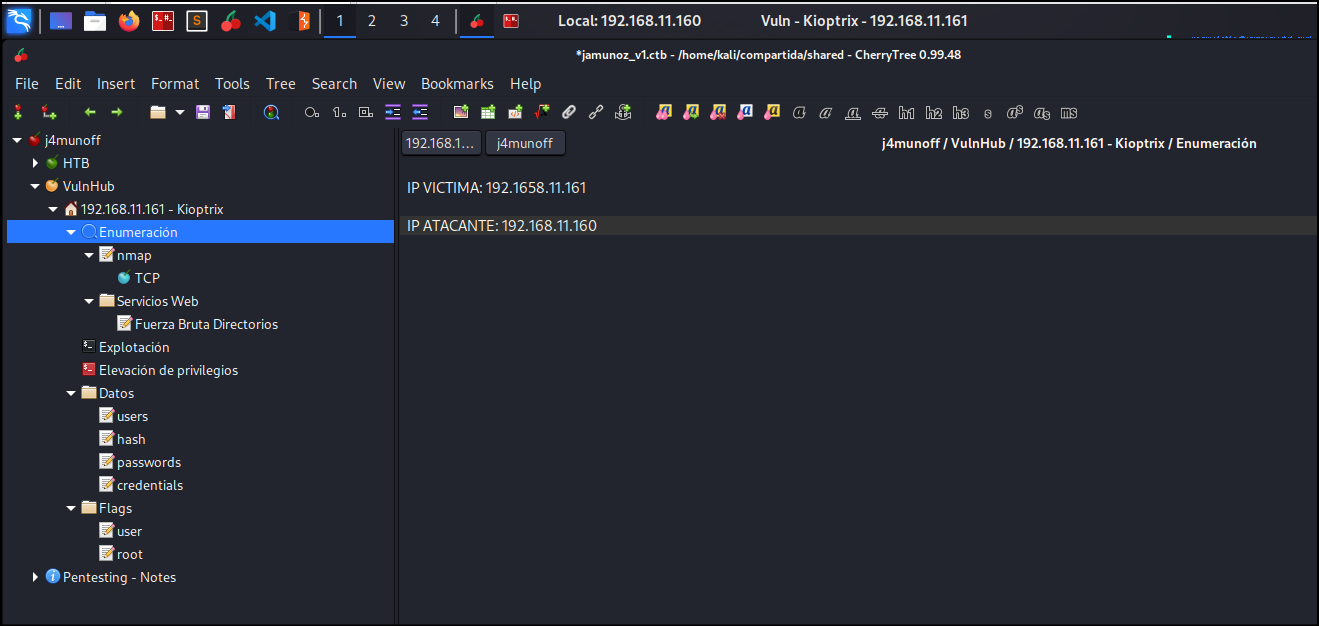 1 2 3 4 Local: 192.168.11.160 Vuln - Kioptrix - 192.168.11.161
*jamunoz_v1.ctb - /home/kali/compartida/shared - CherryTree 0.99.48
File Edit Insert Format Tools Tree Search View Bookmarks Help
j4munoff
HTB
VulnHub
192.168.11.161 - Kioptrix
Enumeración
nmap
TCP
Servicios Web
Fuerza Bruta Directorios
Explotación
Elevación de privilegios
Datos
users
hash
passwords
credentials
Flags
user
root
Pentesting - Notes
192.168.1... j4munoff j4munoff / VulnHub / 192.168.11.161 - Kioptrix / Enumeración
IP VICTIMA: 192.1658.11.161
IP ATACANTE: 192.168.11.160